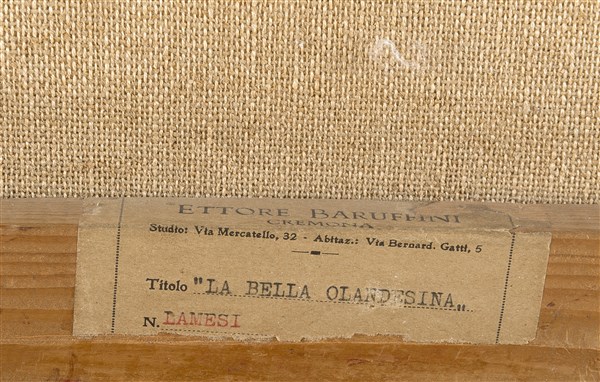 ETTORE BARUFFINI
CREMONA
Studio: Via Mercatello, 32 - Abitaz.: Via Bernard. Gatti, 5
Titolo "LA BELLA OLANDESINA"
N. LAMESI